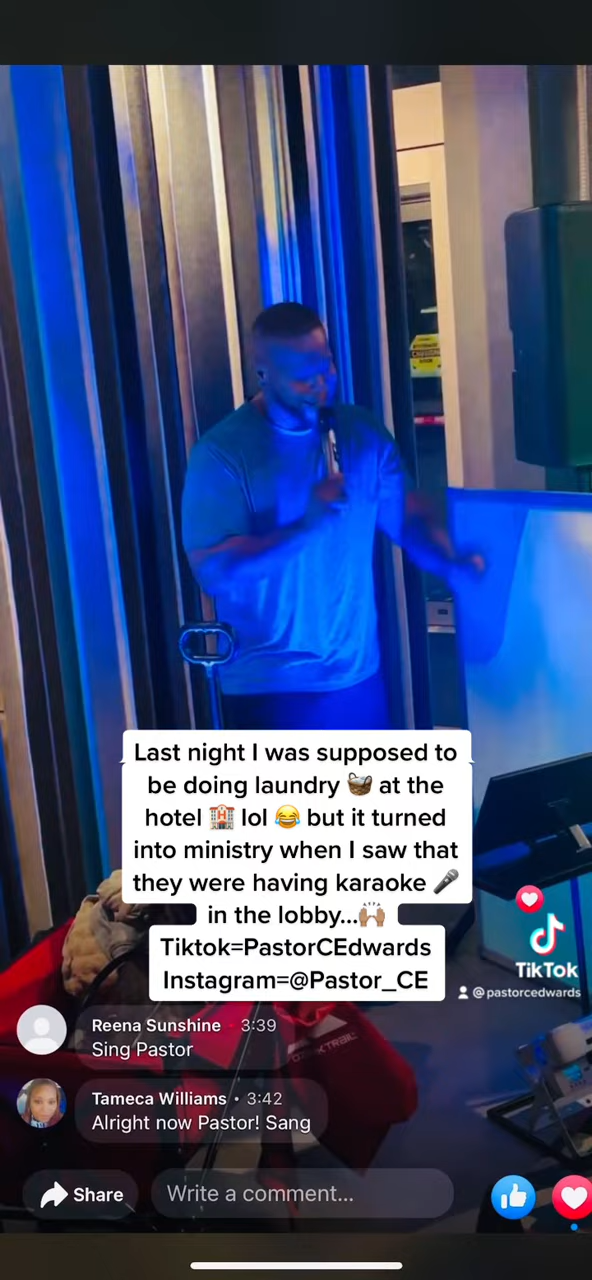 Last night I was supposed to
be doing laundry 🧺 at the
hotel 🏩 lol 😂 but it turned
into ministry when I saw that
they were having karaoke 🎤
in the lobby...🙌🏽
Tiktok=PastorCEdwards
Instagram=@Pastor_CE
TikTok
@pastorcedwards
Reena Sunshine 3:39
Sing Pastor
Tameca Williams • 3:42
Alright now Pastor! Sang
Share
Write a comment...